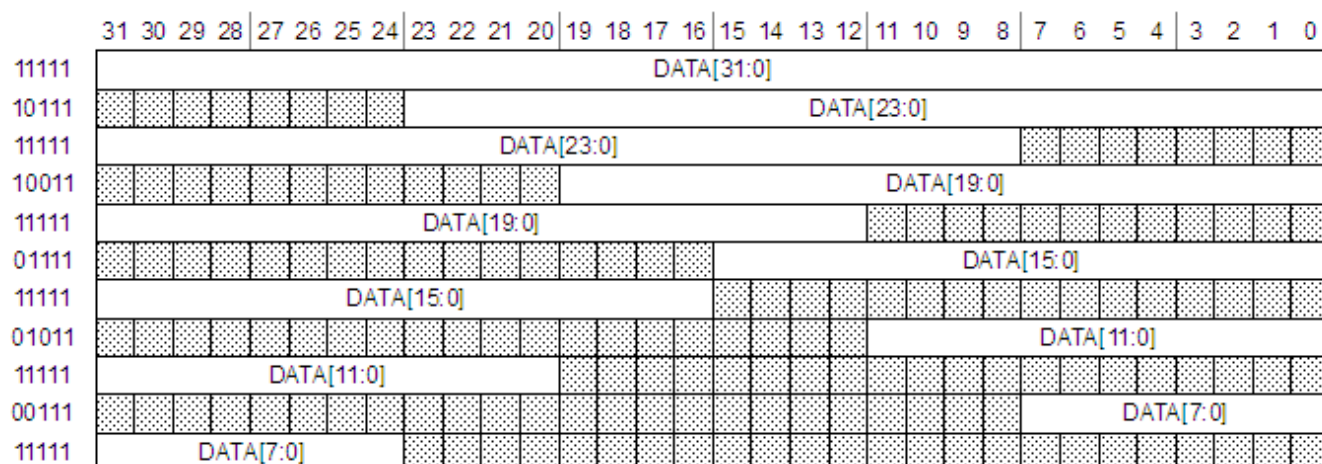 31 30 29 28 27 26 25 24 23 22 21 20 19 18 17 16 15 14 13 12 11 10 9 8 7 6 5 4 3 2 1 0
11111 DATA[31:0]
10111 DATA[23:0]
11111 DATA[23:0]
10011 DATA[19:0]
11111 DATA[19:0]
01111 DATA[15:0]
11111 DATA[15:0]
01011 DATA[11:0]
11111 DATA[11:0]
00111 DATA[7:0]
11111 DATA[7:0]